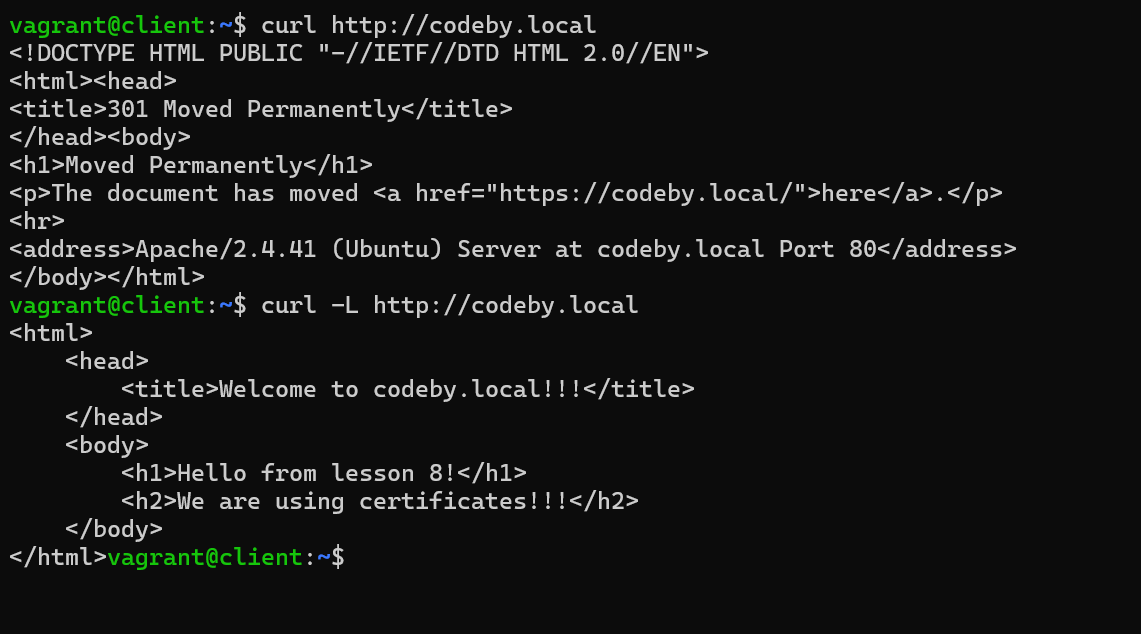 vagrant@client:~$ curl http://codeby.local
<!DOCTYPE HTML PUBLIC "-//IETF//DTD HTML 2.0//EN">
<html><head>
<title>301 Moved Permanently</title>
</head><body>
<h1>Moved Permanently</h1>
<p>The document has moved <a href="https://codeby.local/">here</a>.</p>
<hr>
<address>Apache/2.4.41 (Ubuntu) Server at codeby.local Port 80</address>
</body></html>
vagrant@client:~$ curl -L http://codeby.local
<html>
    <head>
        <title>Welcome to codeby.local!!!</title>
    </head>
    <body>
        <h1>Hello from lesson 8!</h1>
        <h2>We are using certificates!!!</h2>
    </body>
</html>vagrant@client:~$